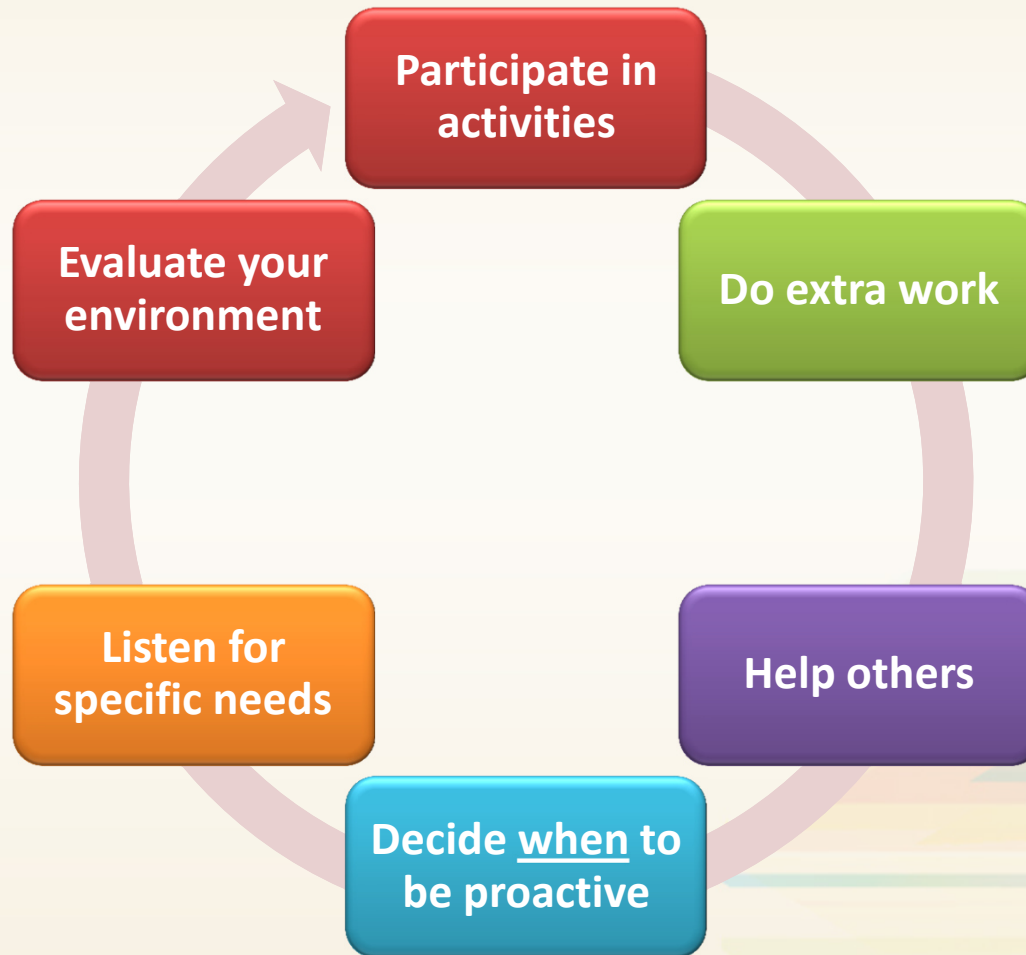 Participate in
activities
Do extra work
Help others
Decide when to
be proactive
Listen for
specific needs
Evaluate your
environment